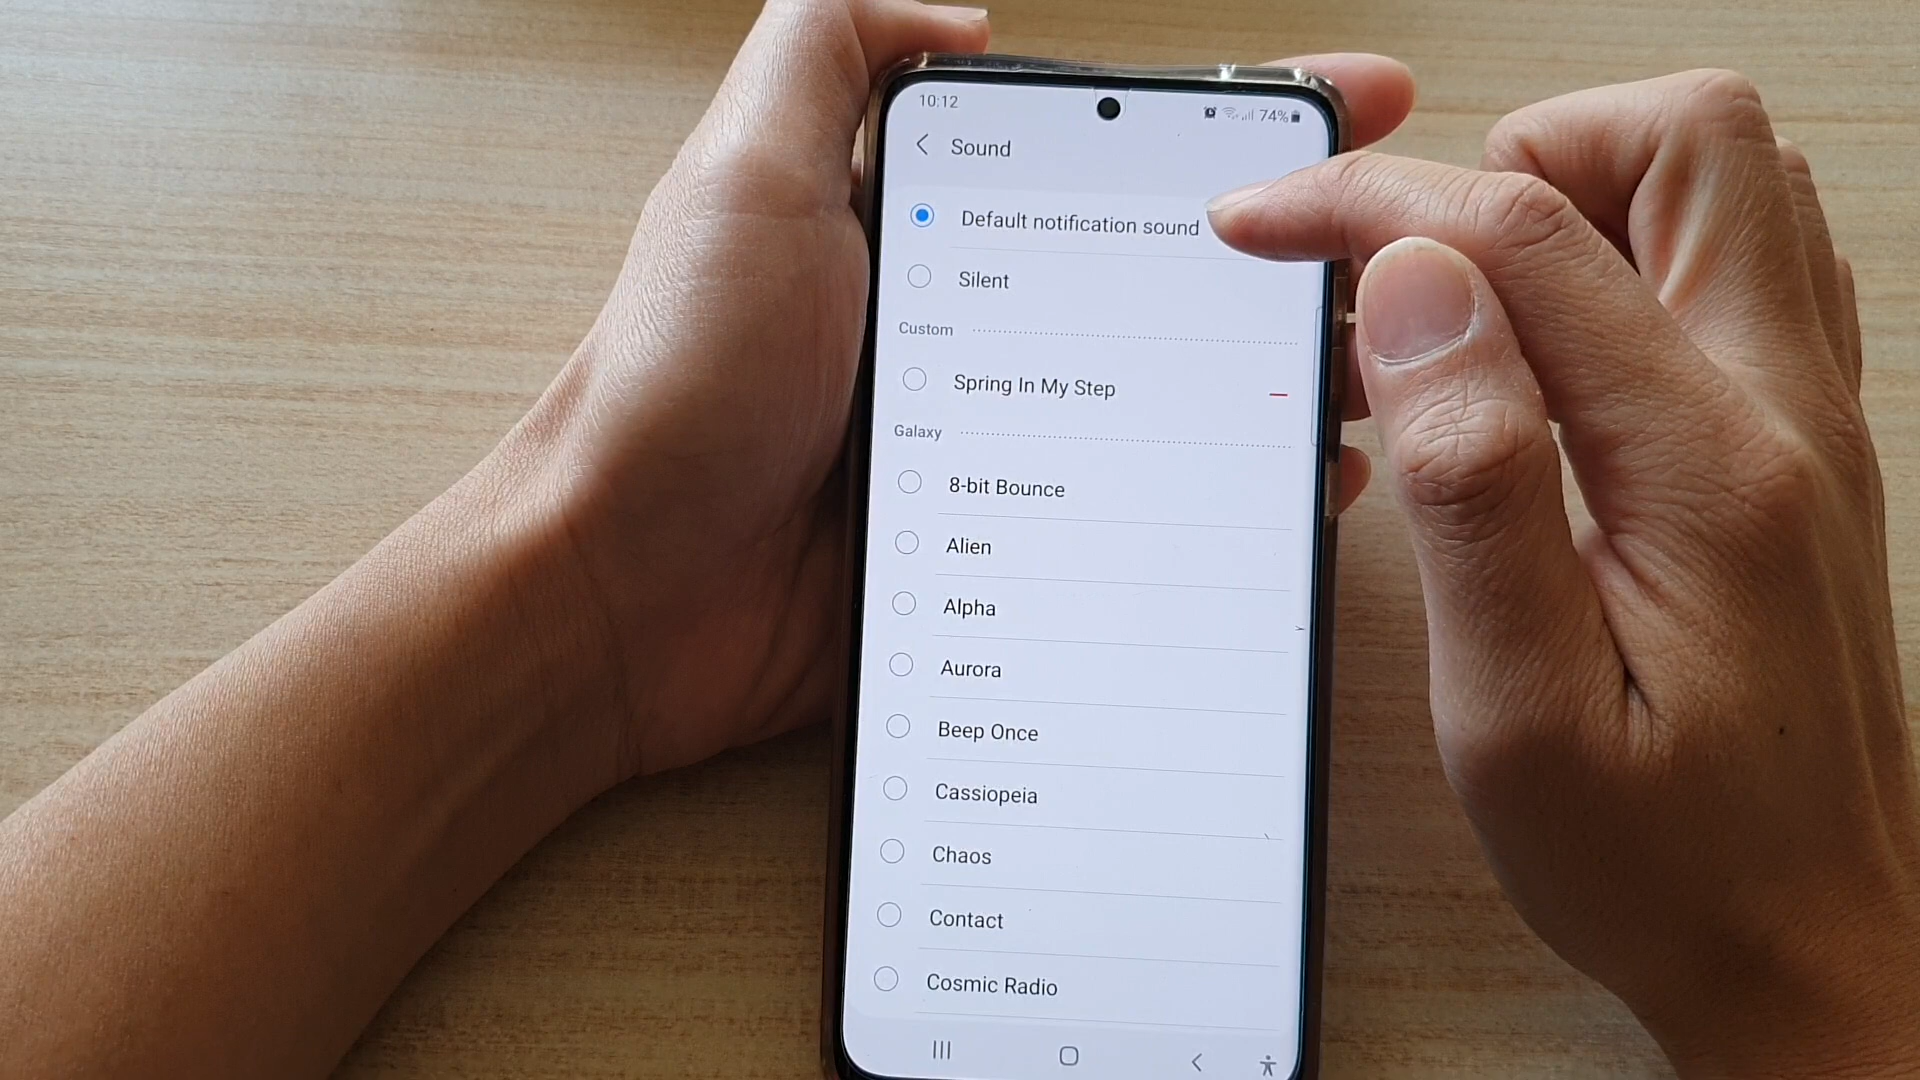 10:12
74%
Sound
Default notification sound
Silent
Custom
Spring In My Step
Galaxy
8-bit Bounce
Alien
Alpha
Aurora
Beep Once
Cassiopeia
Chaos
Contact
Cosmic Radio